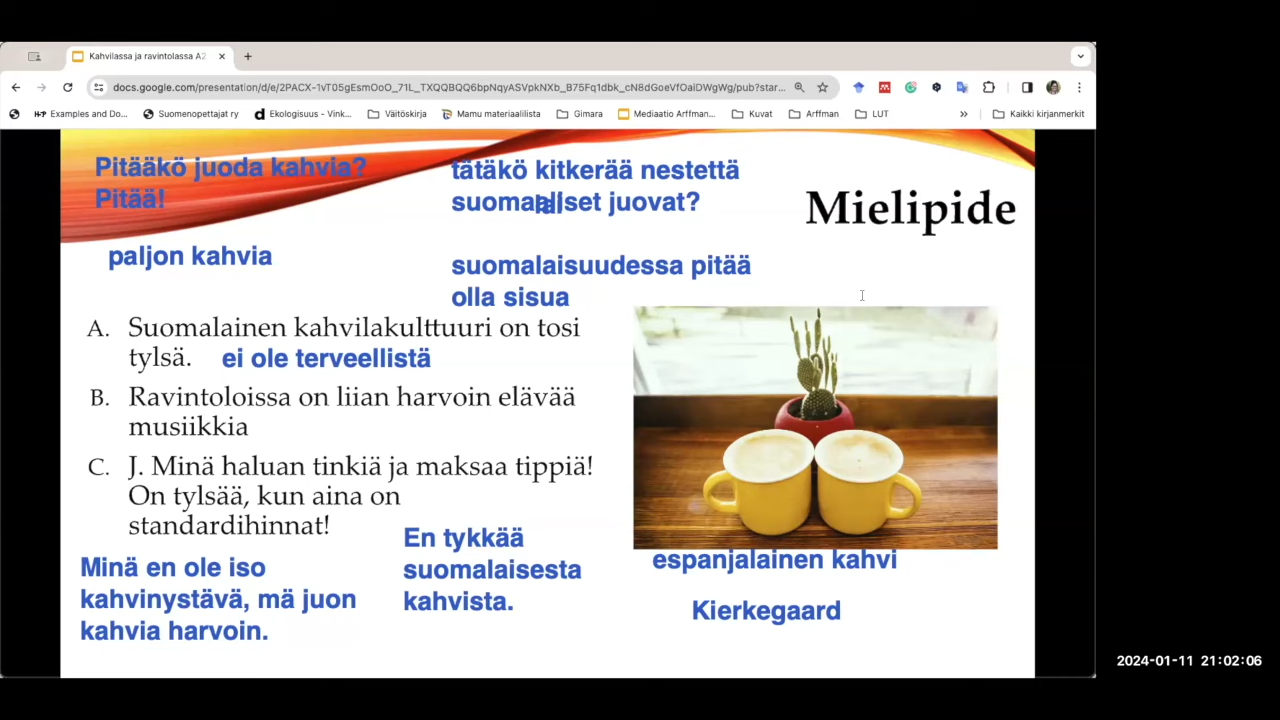 Kahvilassa ja ravintolassa A2
docs.google.com/presentation/d/e/2PACX-1vT05gEsmOoO_71L_TXQQBQQ6bpNqyASVpkNXb_B75Fq1dbk_cN8dGoeVfOaiDWgWg/pub?star...
Examples and Do... Suomenopettajat ry Ekologisuus - Vink... Väitöskirja Mamu materiaalilista Gimara Mediaatio Arffman... Kuvat Arffman LUT » Kaikki kirjanmerkit
Pitääkö juoda kahvia?
Pitää!
tätäkö kitkerää nestettä
suomalaiset juovat?
Mielipide
paljon kahvia
suomalaisuudessa pitää
olla sisua
A. Suomalainen kahvilakulttuuri on tosi
tylsä. ei ole terveellistä
B. Ravintoloissa on liian harvoin elävää
musiikkia
C. J. Minä haluan tinkiä ja maksaa tippiä!
On tylsää, kun aina on
standardihinnat!
Minä en ole iso
kahvinystävä, mä juon
kahvia harvoin.
En tykkää
suomalaisesta
kahvista.
espanjalainen kahvi
Kierkegaard
2024-01-11 21:02:06